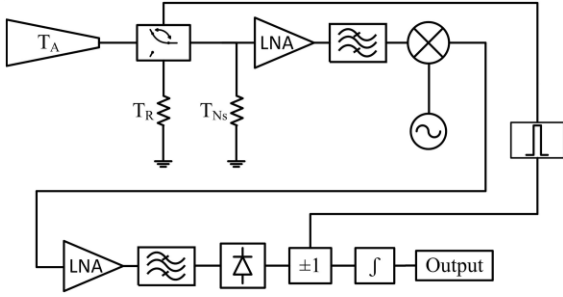 T_A
LNA
T_R
T_Ns
LNA
±1
∫
Output